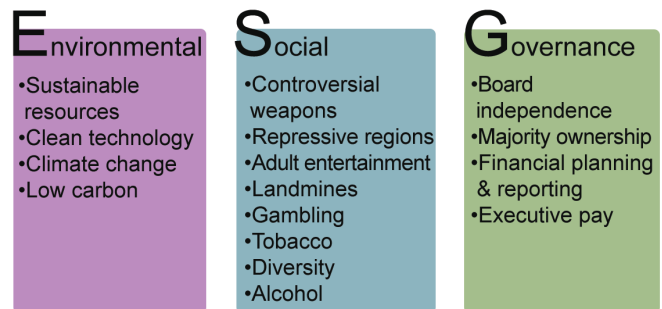 Environmental
•Sustainable
resources
•Clean technology
•Climate change
•Low carbon
Social
•Controversial
weapons
•Repressive regions
•Adult entertainment
•Landmines
•Gambling
•Tobacco
•Diversity
•Alcohol
Governance
•Board
independence
•Majority ownership
•Financial planning
& reporting
•Executive pay